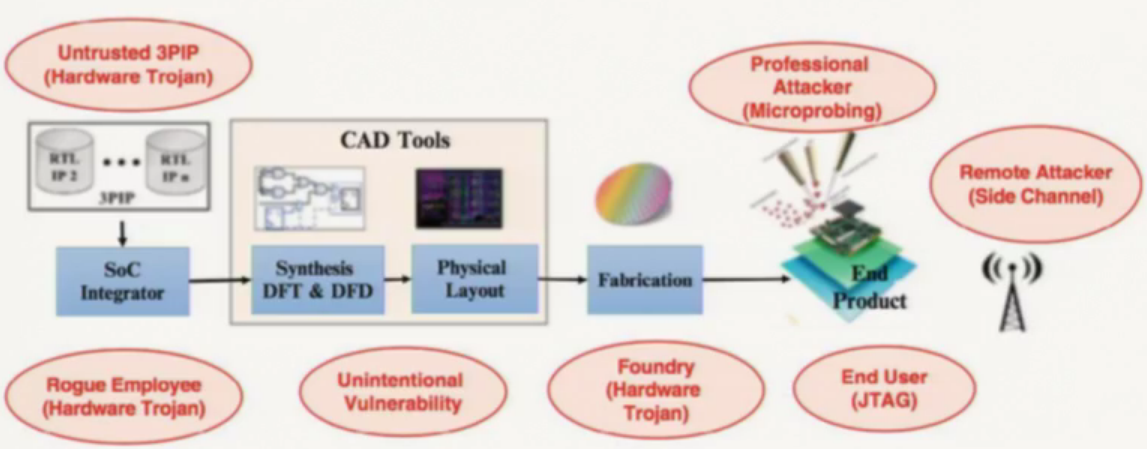 Untrusted 3PIP
(Hardware Trojan)
Professional
Attacker
(Microprobing)
Remote Attacker
(Side Channel)
CAD Tools
RTL
IP 2
RTL
IP n
3PIP
SoC
Integrator
Synthesis
DFT & DFD
Physical
Layout
Fabrication
End
Product
Rogue Employee
(Hardware Trojan)
Unintentional
Vulnerability
Foundry
(Hardware
Trojan)
End User
(JTAG)